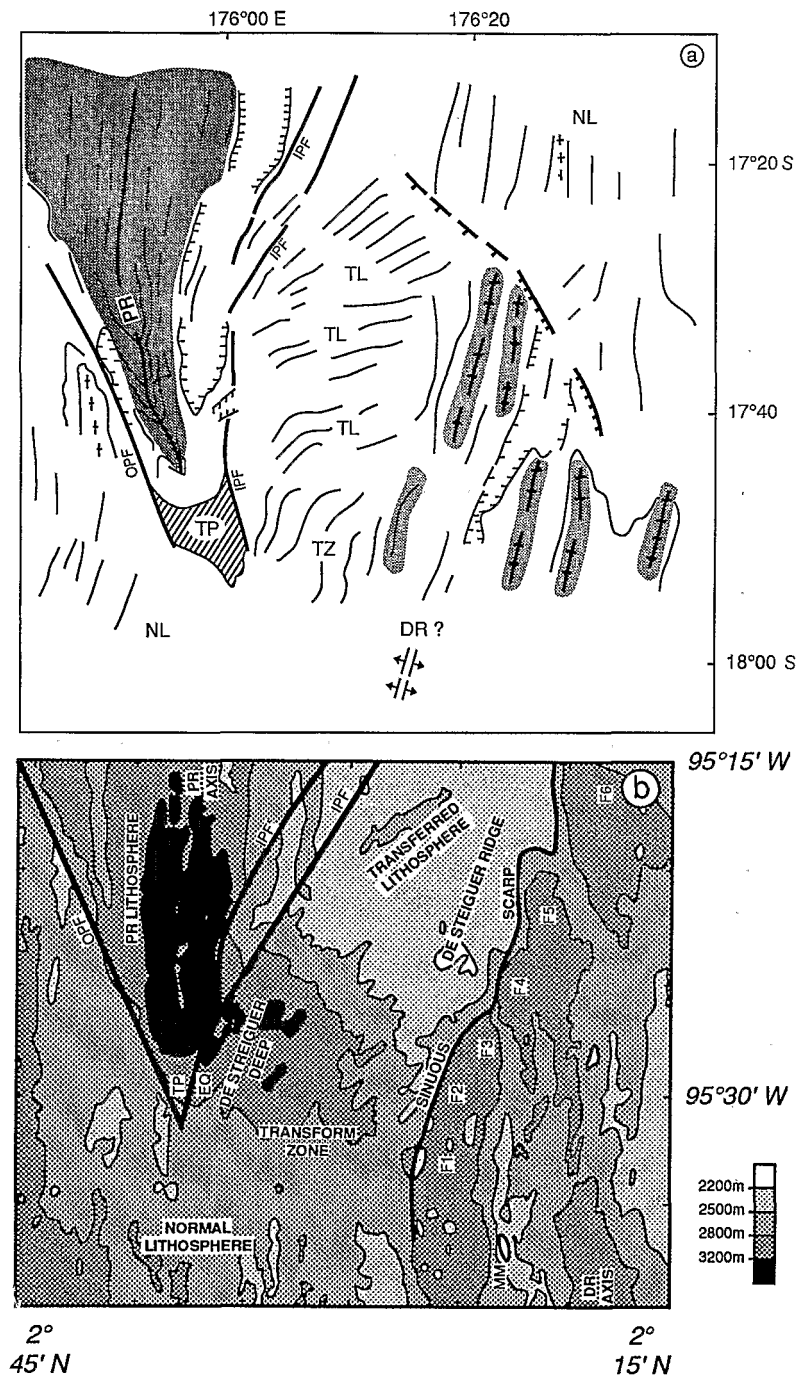 176°00 E
176°20
a
NL
17°20 S
IPF
IPF
TL
PR
TL
17°40
TL
OPF
IPF
TP
TZ
NL
DR ?
18°00 S
95°15' W
b
PR
AXIS
IPF
IPF
F6
PR LITHOSPHERE
TRANSFERRED
LITHOSPHERE
DE STEIGUER RIDGE
SCARP
F5
OPF
F4
DE STREIGUER
DEEP
F3
SINUOUS
TP
EQ
F2
95°30' W
TRANSFORM
ZONE
F1
NORMAL
LITHOSPHERE
MM
DR
AXIS
2200m
2500m
2800m
3200m
2°
45' N
2°
15' N